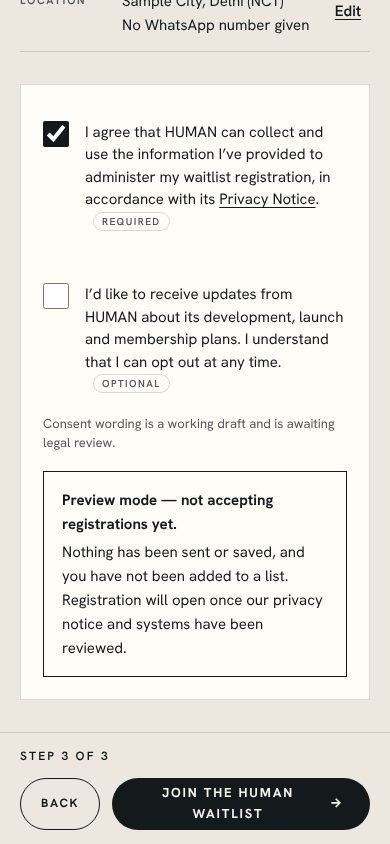 LOCATION
Sample City, Delhi (NCT)
Edit
No WhatsApp number given
I agree that HUMAN can collect and
use the information I’ve provided to
administer my waitlist registration, in
accordance with its Privacy Notice.
REQUIRED
I’d like to receive updates from
HUMAN about its development, launch
and membership plans. I understand
that I can opt out at any time.
OPTIONAL
Consent wording is a working draft and is awaiting
legal review.
Preview mode — not accepting
registrations yet.
Nothing has been sent or saved, and
you have not been added to a list.
Registration will open once our privacy
notice and systems have been
reviewed.
STEP 3 OF 3
BACK
JOIN THE HUMAN
WAITLIST →